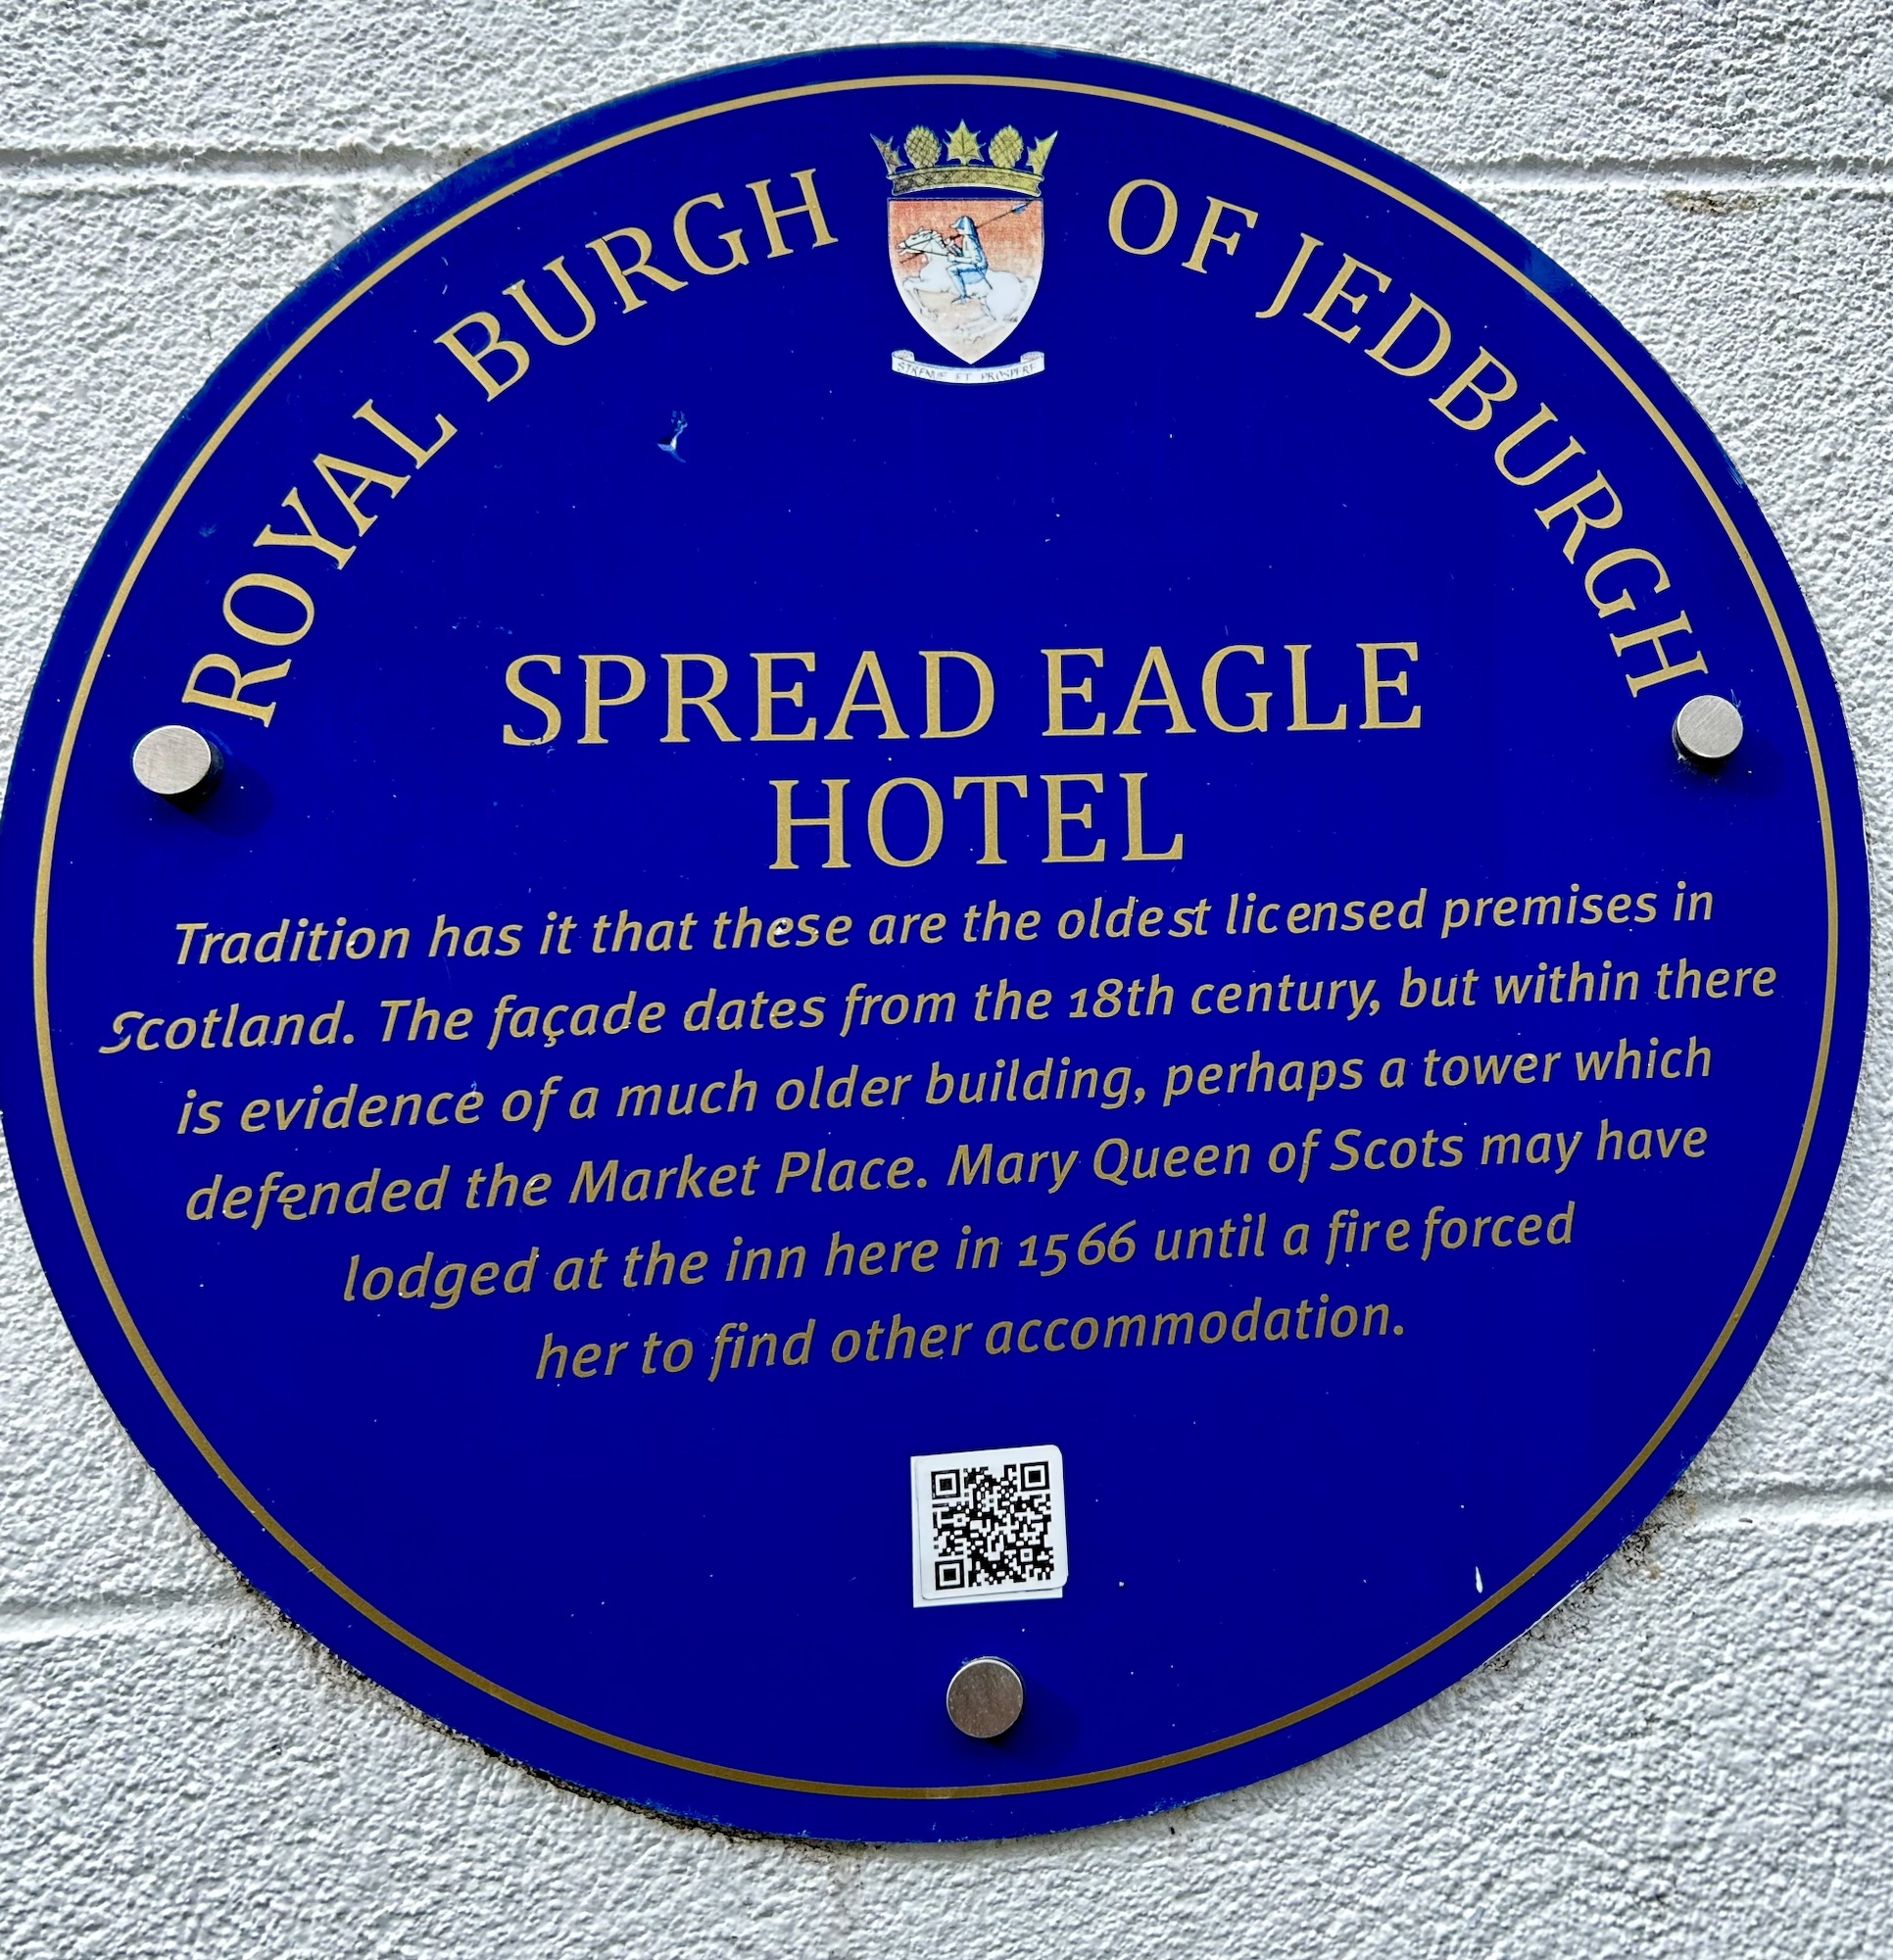 ROYAL BURGH OF JEDBURGH
STRENUE ET PROSPERE
SPREAD EAGLE
HOTEL
Tradition has it that these are the oldest licensed premises in
Scotland. The façade dates from the 18th century, but within there
is evidence of a much older building, perhaps a tower which
defended the Market Place. Mary Queen of Scots may have
lodged at the inn here in 1566 until a fire forced
her to find other accommodation.